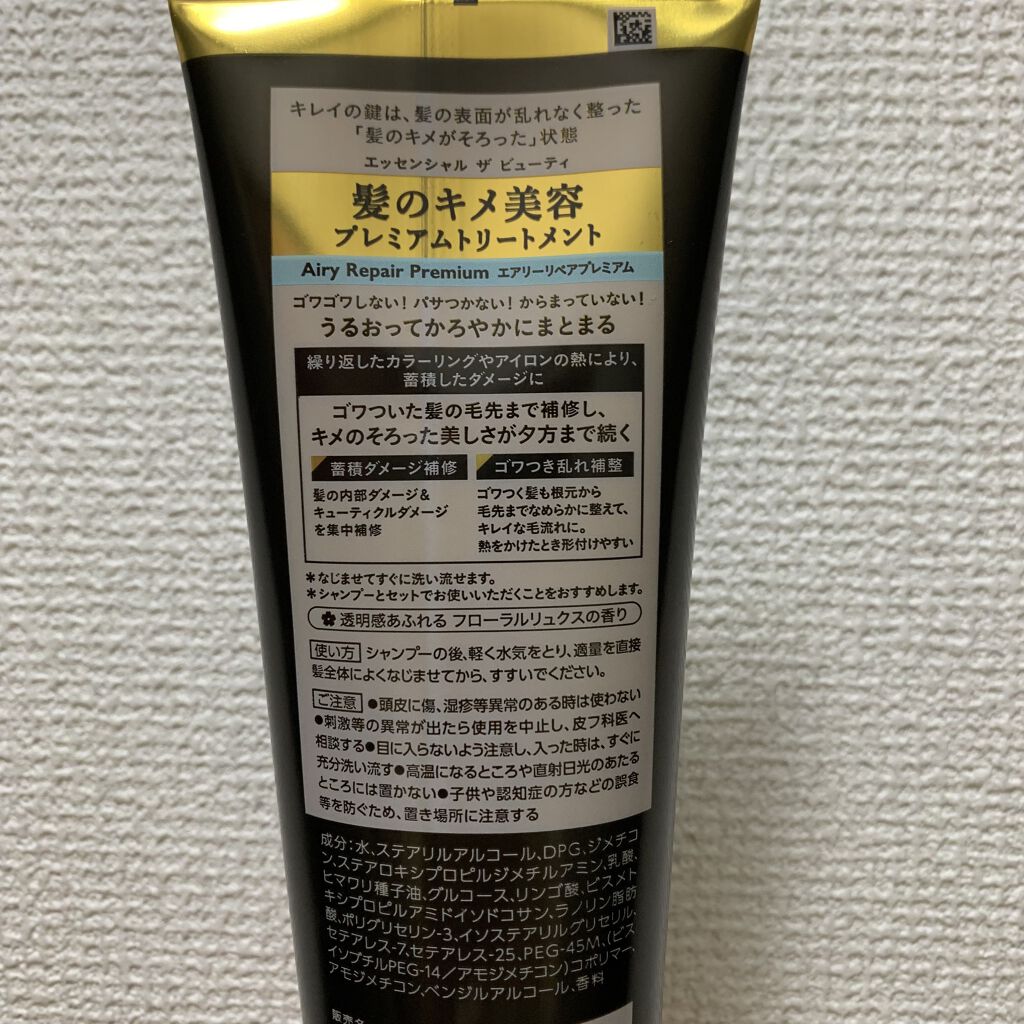 キレイの鍵は、髪の表面が乱れなく整った
「髪のキメがそろった」状態
エッセンシャル ザ ビューティ
髪のキメ美容
プレミアムトリートメント
Airy Repair Premium エアリーリペアプレミアム
ゴワゴワしない! パサつかない! からまっていない!
うるおってかろやかにまとまる
繰り返したカラーリングやアイロンの熱により、
蓄積したダメージに
ゴワついた髪の毛先まで補修し、
キメのそろった美しさが夕方まで続く
蓄積ダメージ補修
髪の内部ダメージ&
キューティクルダメージ
を集中補修
ゴワつき乱れ補整
ゴワつく髪も根元から
毛先までなめらかに整えて、
キレイな毛流れに。
熱をかけたとき形付けやすい
*なじませてすぐに洗い流せます。
*シャンプーとセットでお使いいただくことをおすすめします。
透明感あふれる フローラルリュクスの香り
使い方 シャンプーの後、軽く水気をとり、適量を直接
髪全体によくなじませてから、すすいでください。
ご注意 ●頭皮に傷、湿疹等異常のある時は使わない
●刺激等の異常が出たら使用を中止し、皮フ科医へ
相談する●目に入らないよう注意し、入った時は、すぐに
充分洗い流す●高温になるところや直射日光のあたる
ところには置かない●子供や認知症の方などの誤食
等を防ぐため、置き場所に注意する
成分:水、ステアリルアルコール、DPG、ジメチコ
ン、ステアロキシプロピルジメチルアミン、乳酸、
ヒマワリ種子油、グルコース、リンゴ酸、ビスメト
キシプロピルアミドイソドコサン、ラノリン脂肪
酸、ポリグリセリン-3、イソステアリルグリセリル、
セテアレス-7、セテアレス-25、PEG-45M、(ビス
イソブチルPEG-14/アモジメチコン)コポリマー、
アモジメチコン、ベンジルアルコール、香料